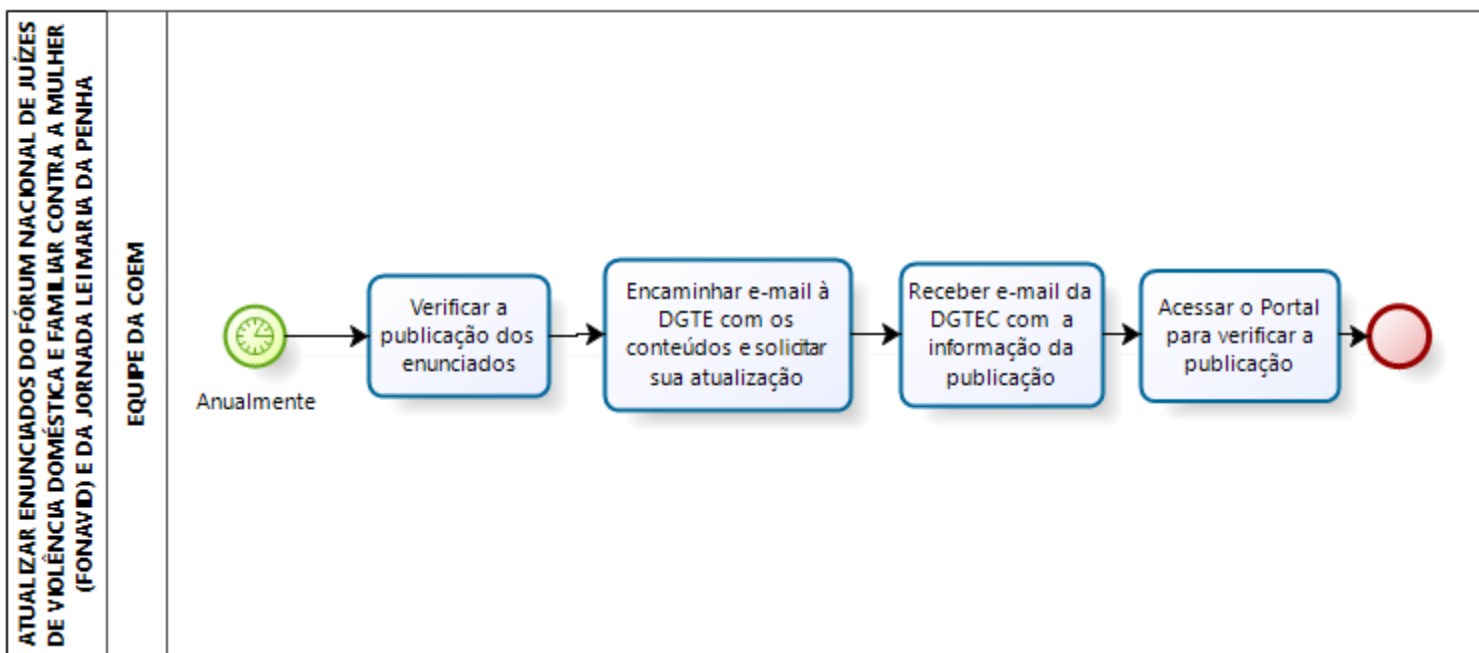 ATUALIZAR ENUNCIADOS DO FÓRUM NACIONAL DE JUÍZES
DE VIOLÊNCIA DOMÉSTICA E FAMILIAR CONTRA A MULHER
(FONAVID) E DA JORNADA LEI MARIA DA PENHA
EQUIPE DA COEM
Anualmente
Verificar a
publicação dos
enunciados
Encaminhar e-mail à
DGTE com os
conteúdos e solicitar
sua atualização
Receber e-mail da
DGTEC com a
informação da
publicação
Acessar o Portal
para verificar a
publicação